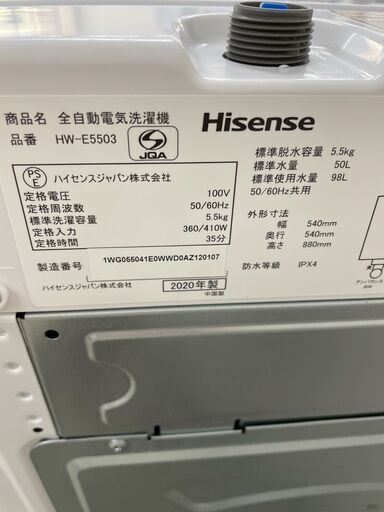 商品名 全自動電気洗濯機
品番 HW-E5503
JQA
Hisense
PS
E
ハイセンスジャパン株式会社
定格電圧 100V
定格周波数 50/60Hz
標準洗濯容量 5.5kg
定格入力 360/410W
定格時間 35分
製造番号 1WG055041E0WWD0AZ120107
ハイセンスジャパン株式会社
2020年製
中国製
標準脱水容量 5.5kg
標準水量 50L
標準使用水量 98L
50/60Hz共用
外形寸法
幅 540mm
奥行 540mm
高さ 880mm
防水等級 IPX4
アンバランス